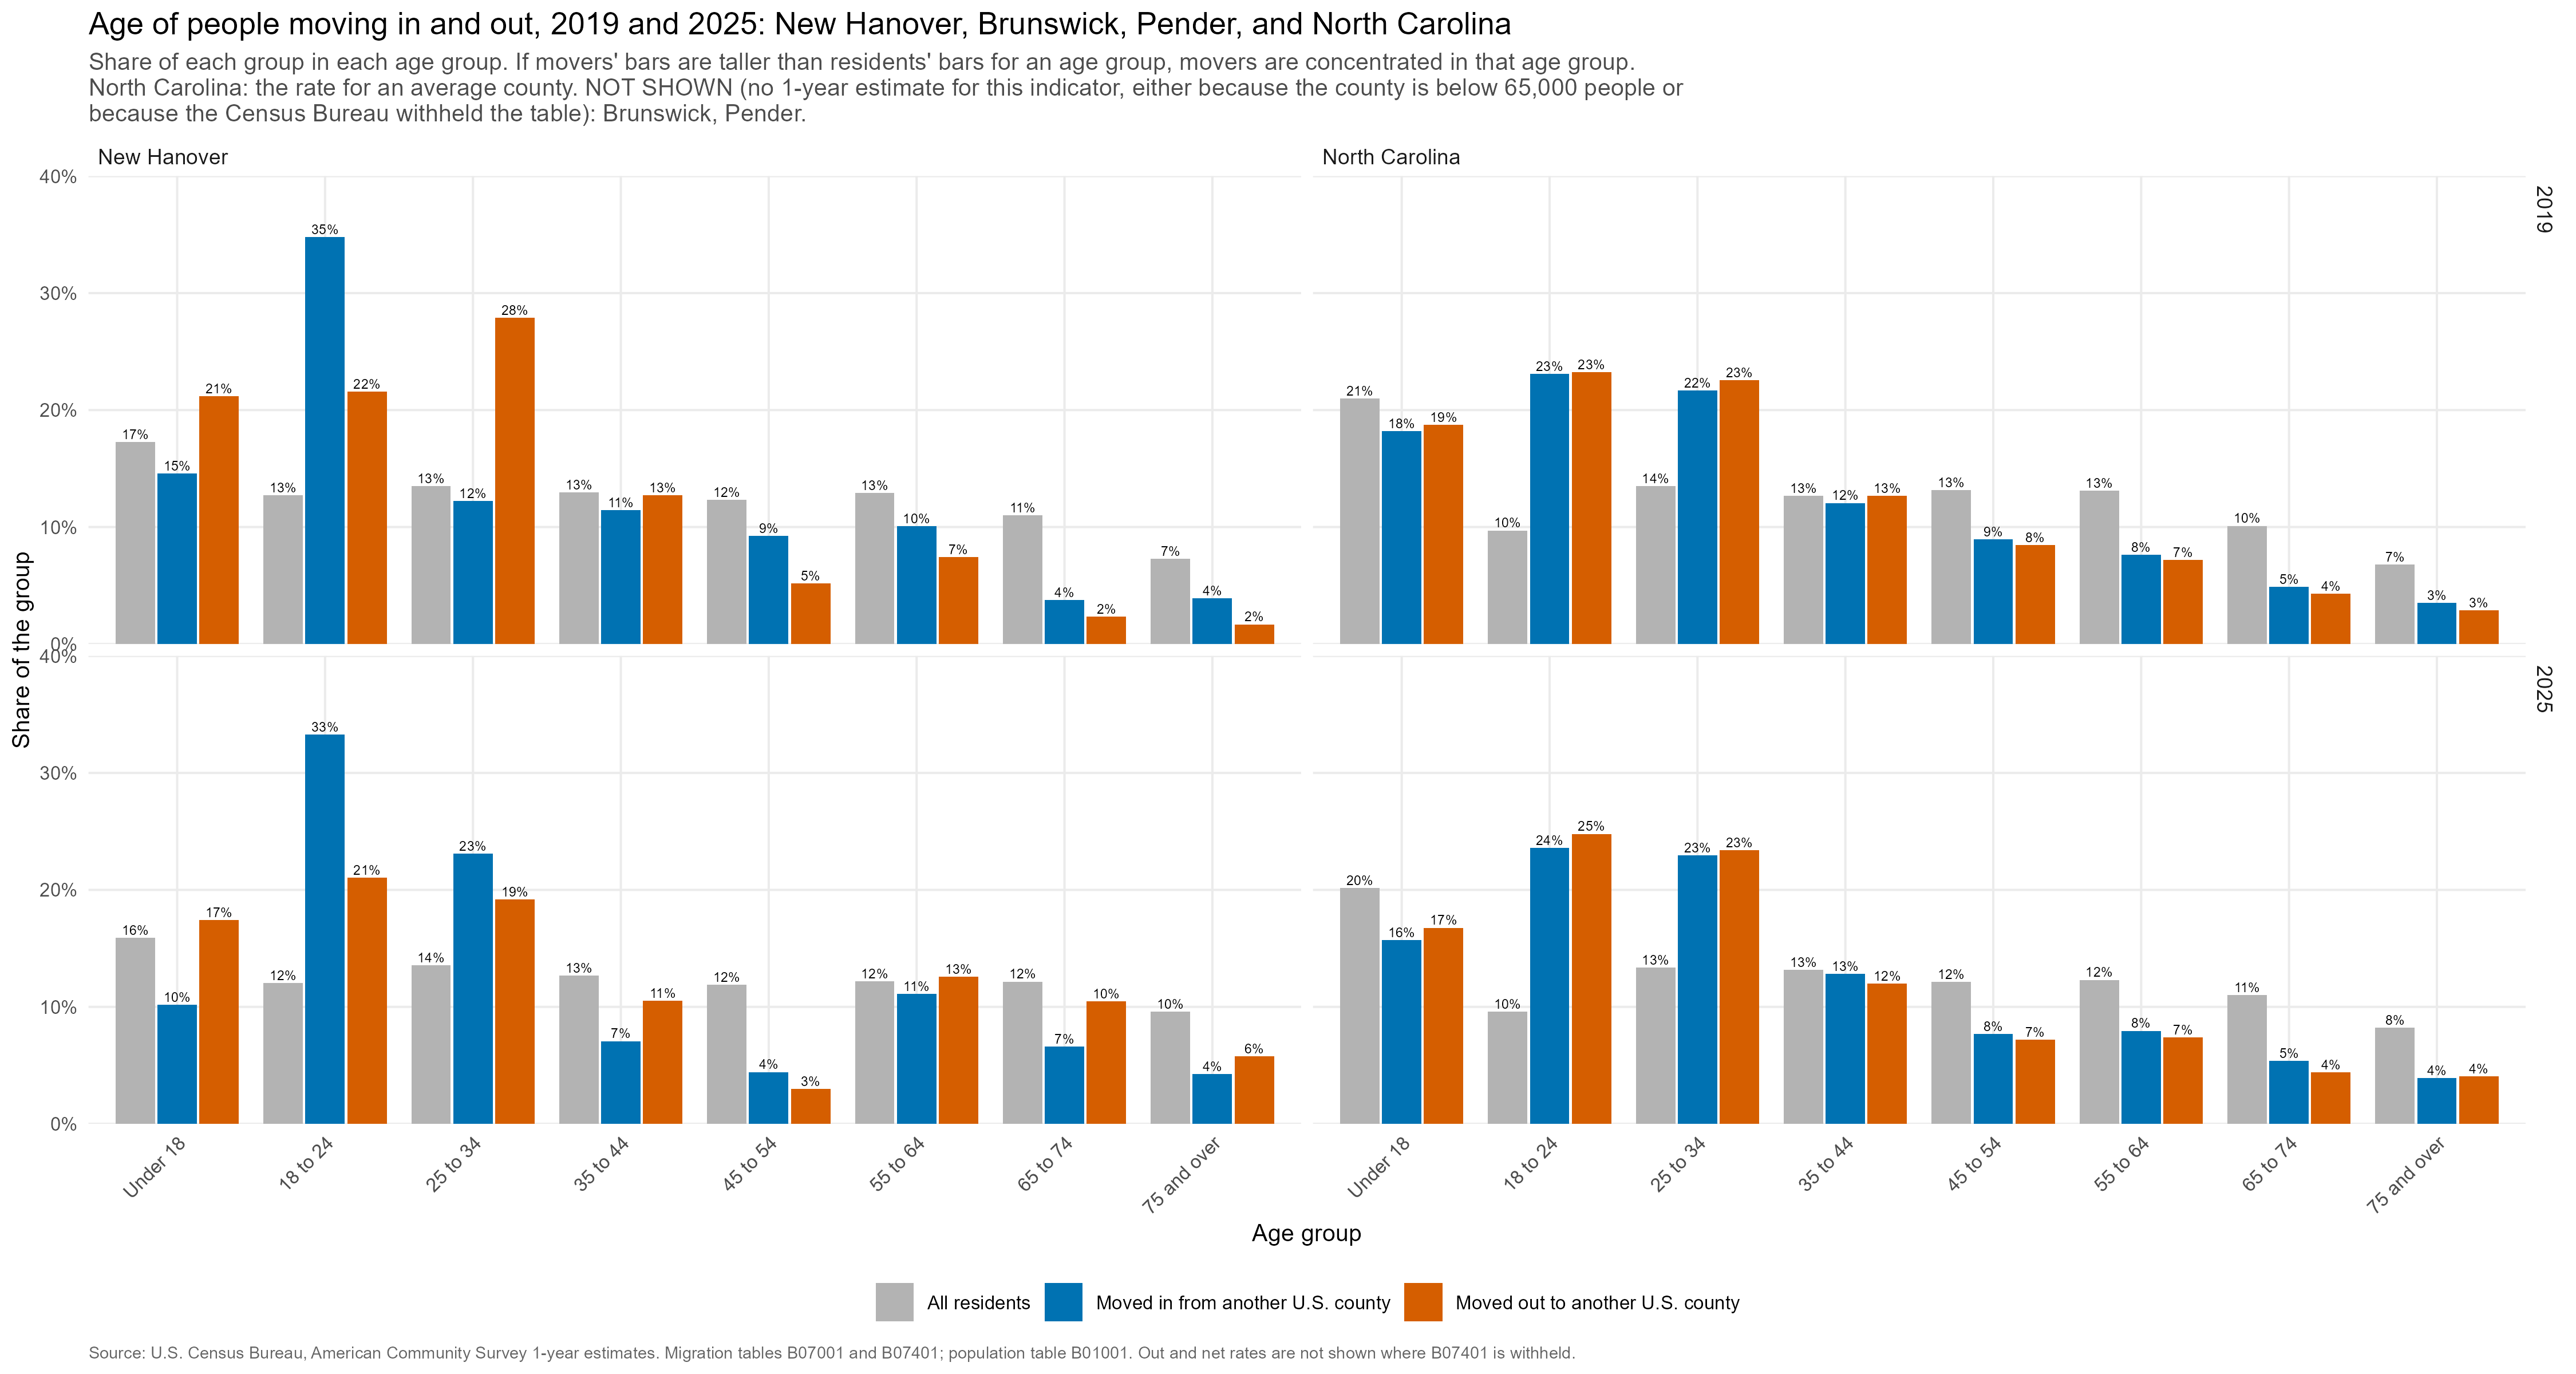 Age of people moving in and out, 2019 and 2025: New Hanover, Brunswick, Pender, and North Carolina
Share of each group in each age group. If movers' bars are taller than residents' bars for an age group, movers are concentrated in that age group.
North Carolina: the rate for an average county. NOT SHOWN (no 1-year estimate for this indicator, either because the county is below 65,000 people or
because the Census Bureau withheld the table): Brunswick, Pender.
New Hanover
North Carolina
2019
2025
Share of the group
40%
30%
20%
10%
0%
17% 15% 21%
13% 35% 22%
13% 12% 28%
13% 11% 13%
12% 9% 5%
13% 10% 7%
11% 4% 2%
7% 4% 2%
21% 18% 19%
10% 23% 23%
14% 22% 23%
13% 12% 13%
13% 9% 8%
13% 8% 7%
10% 5% 4%
7% 3% 3%
40%
30%
20%
10%
0%
16% 10% 17%
12% 33% 21%
14% 23% 19%
13% 7% 11%
12% 4% 3%
12% 11% 13%
12% 7% 10%
10% 4% 6%
20% 16% 17%
10% 24% 25%
13% 23% 23%
13% 13% 12%
12% 8% 7%
12% 8% 7%
11% 5% 4%
8% 4% 4%
Under 18
18 to 24
25 to 34
35 to 44
45 to 54
55 to 64
65 to 74
75 and over
Under 18
18 to 24
25 to 34
35 to 44
45 to 54
55 to 64
65 to 74
75 and over
Age group
All residents
Moved in from another U.S. county
Moved out to another U.S. county
Source: U.S. Census Bureau, American Community Survey 1-year estimates. Migration tables B07001 and B07401; population table B01001. Out and net rates are not shown where B07401 is withheld.